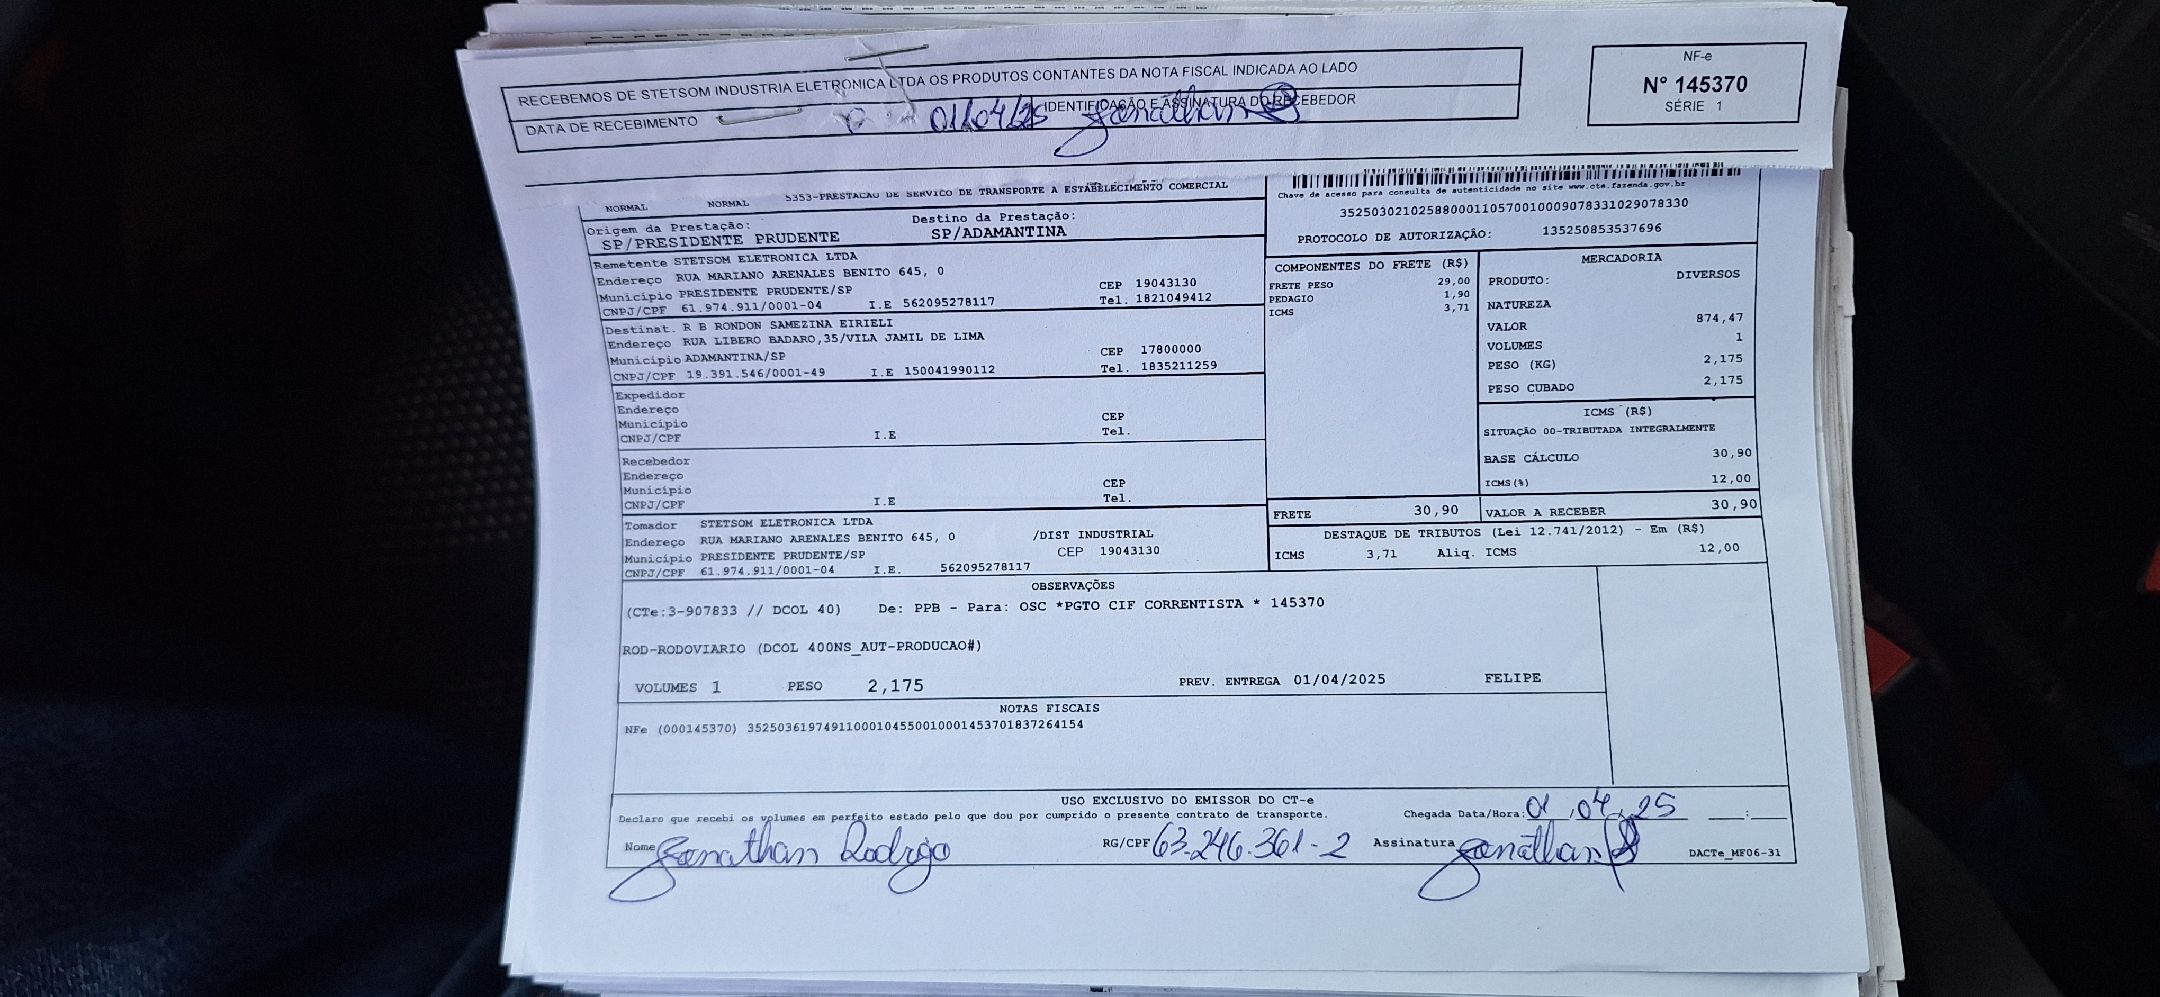 RECEBEMOS DE STETSOM INDUSTRIA ELETRONICA LTDA OS PRODUTOS CONTANTES DA NOTA FISCAL INDICADA AO LADO
DATA DE RECEBIMENTO 01/04/25 IDENTIFICAÇÃO E ASSINATURA DO RECEBEDOR Jonathan
NF-e
N° 145370
SÉRIE 1
NORMAL NORMAL 5353-PRESTACAO DE SERVICO DE TRANSPORTE A ESTABELECIMENTO COMERCIAL
Origem da Prestação: Destino da Prestação:
SP/PRESIDENTE PRUDENTE SP/ADAMANTINA
Chave de acesso para consulta de autenticidade no site www.cte.fazenda.gov.br
35250302102588000110570010009078331029078330
PROTOCOLO DE AUTORIZAÇÂO: 135250853537696
Remetente STETSOM ELETRONICA LTDA
Endereço RUA MARIANO ARENALES BENITO 645, 0
Município PRESIDENTE PRUDENTE/SP CEP 19043130
CNPJ/CPF 61.974.911/0001-04 I.E 562095278117 Tel. 1821049412
Destinat. R B RONDON SAMEZINA EIRIELI
Endereço RUA LIBERO BADARO,35/VILA JAMIL DE LIMA
Município ADAMANTINA/SP CEP 17800000
CNPJ/CPF 19.391.546/0001-49 I.E 150041990112 Tel. 1835211259
Expedidor
Endereço
Município CEP
CNPJ/CPF I.E Tel.
Recebedor
Endereço
Município CEP
CNPJ/CPF I.E Tel.
Tomador STETSOM ELETRONICA LTDA
Endereço RUA MARIANO ARENALES BENITO 645, 0 /DIST INDUSTRIAL
Município PRESIDENTE PRUDENTE/SP CEP 19043130
CNPJ/CPF 61.974.911/0001-04 I.E. 562095278117
COMPONENTES DO FRETE (R$)
FRETE PESO 29,00
PEDAGIO 1,90
ICMS 3,71
MERCADORIA
PRODUTO: DIVERSOS
NATUREZA
VALOR 874,47
VOLUMES 1
PESO (KG) 2,175
PESO CUBADO 2,175
ICMS (R$)
SITUAÇÃO 00-TRIBUTADA INTEGRALMENTE
BASE CÁLCULO 30,90
ICMS(%) 12,00
FRETE 30,90 VALOR A RECEBER 30,90
DESTAQUE DE TRIBUTOS (Lei 12.741/2012) - Em (R$)
ICMS 3,71 Aliq. ICMS 12,00
OBSERVAÇÕES
(CTe:3-907833 // DCOL 40) De: PPB - Para: OSC *PGTO CIF CORRENTISTA * 145370
ROD-RODOVIARIO (DCOL 400NS_AUT-PRODUCAO#)
VOLUMES 1 PESO 2,175 PREV. ENTREGA 01/04/2025 FELIPE
NOTAS FISCAIS
NFe (000145370) 35250361974911000104550010001453701837264154
USO EXCLUSIVO DO EMISSOR DO CT-e
Declaro que recebi os volumes em perfeito estado pelo que dou por cumprido o presente contrato de transporte. Chegada Data/Hora: 01/04/25 :
Nome Jonathan Rodrigo RG/CPF 63.246.361-2 Assinatura Jonathan DACTe_MF06-31